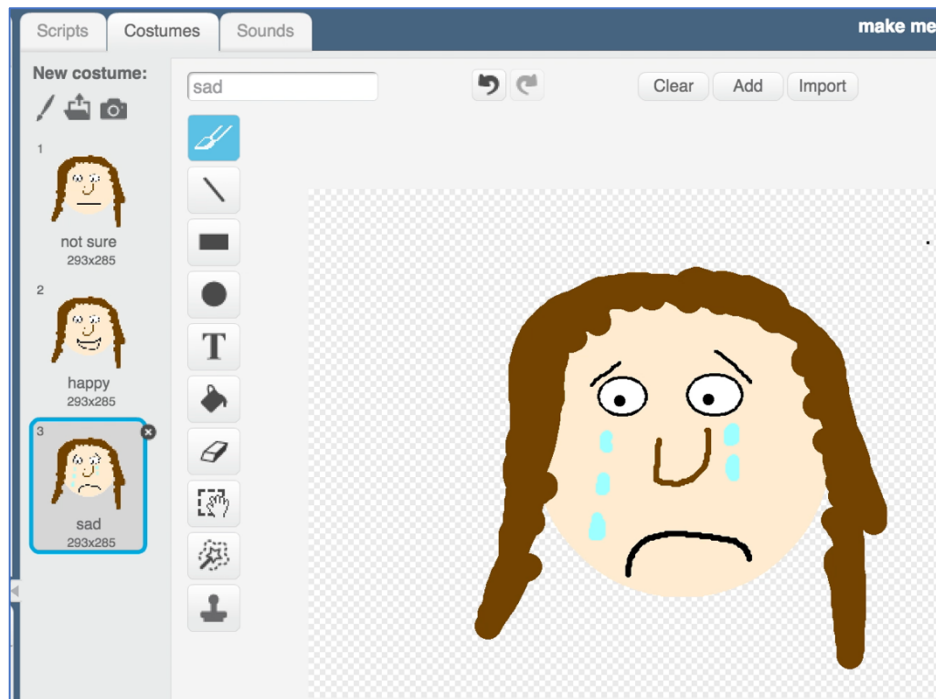 Scripts Costumes Sounds
make me
New costume:
sad
Clear Add Import
1
not sure
293x285
2
happy
293x285
3
sad
293x285
T